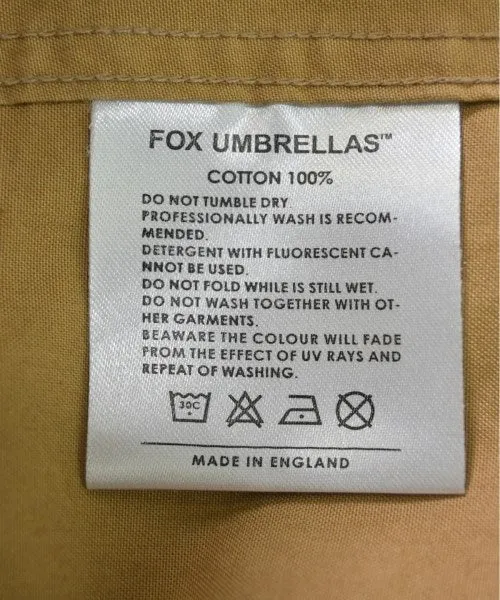 FOX UMBRELLAS™
COTTON 100%
DO NOT TUMBLE DRY
PROFESSIONALLY WASH IS RECOM-
MENDED.
DETERGENT WITH FLUORESCENT CA-
NNOT BE USED.
DO NOT FOLD WHILE IS STILL WET.
DO NOT WASH TOGETHER WITH OT-
HER GARMENTS.
BEAWARE THE COLOUR WILL FADE
FROM THE EFFECT OF UV RAYS AND
REPEAT OF WASHING.
30C
MADE IN ENGLAND